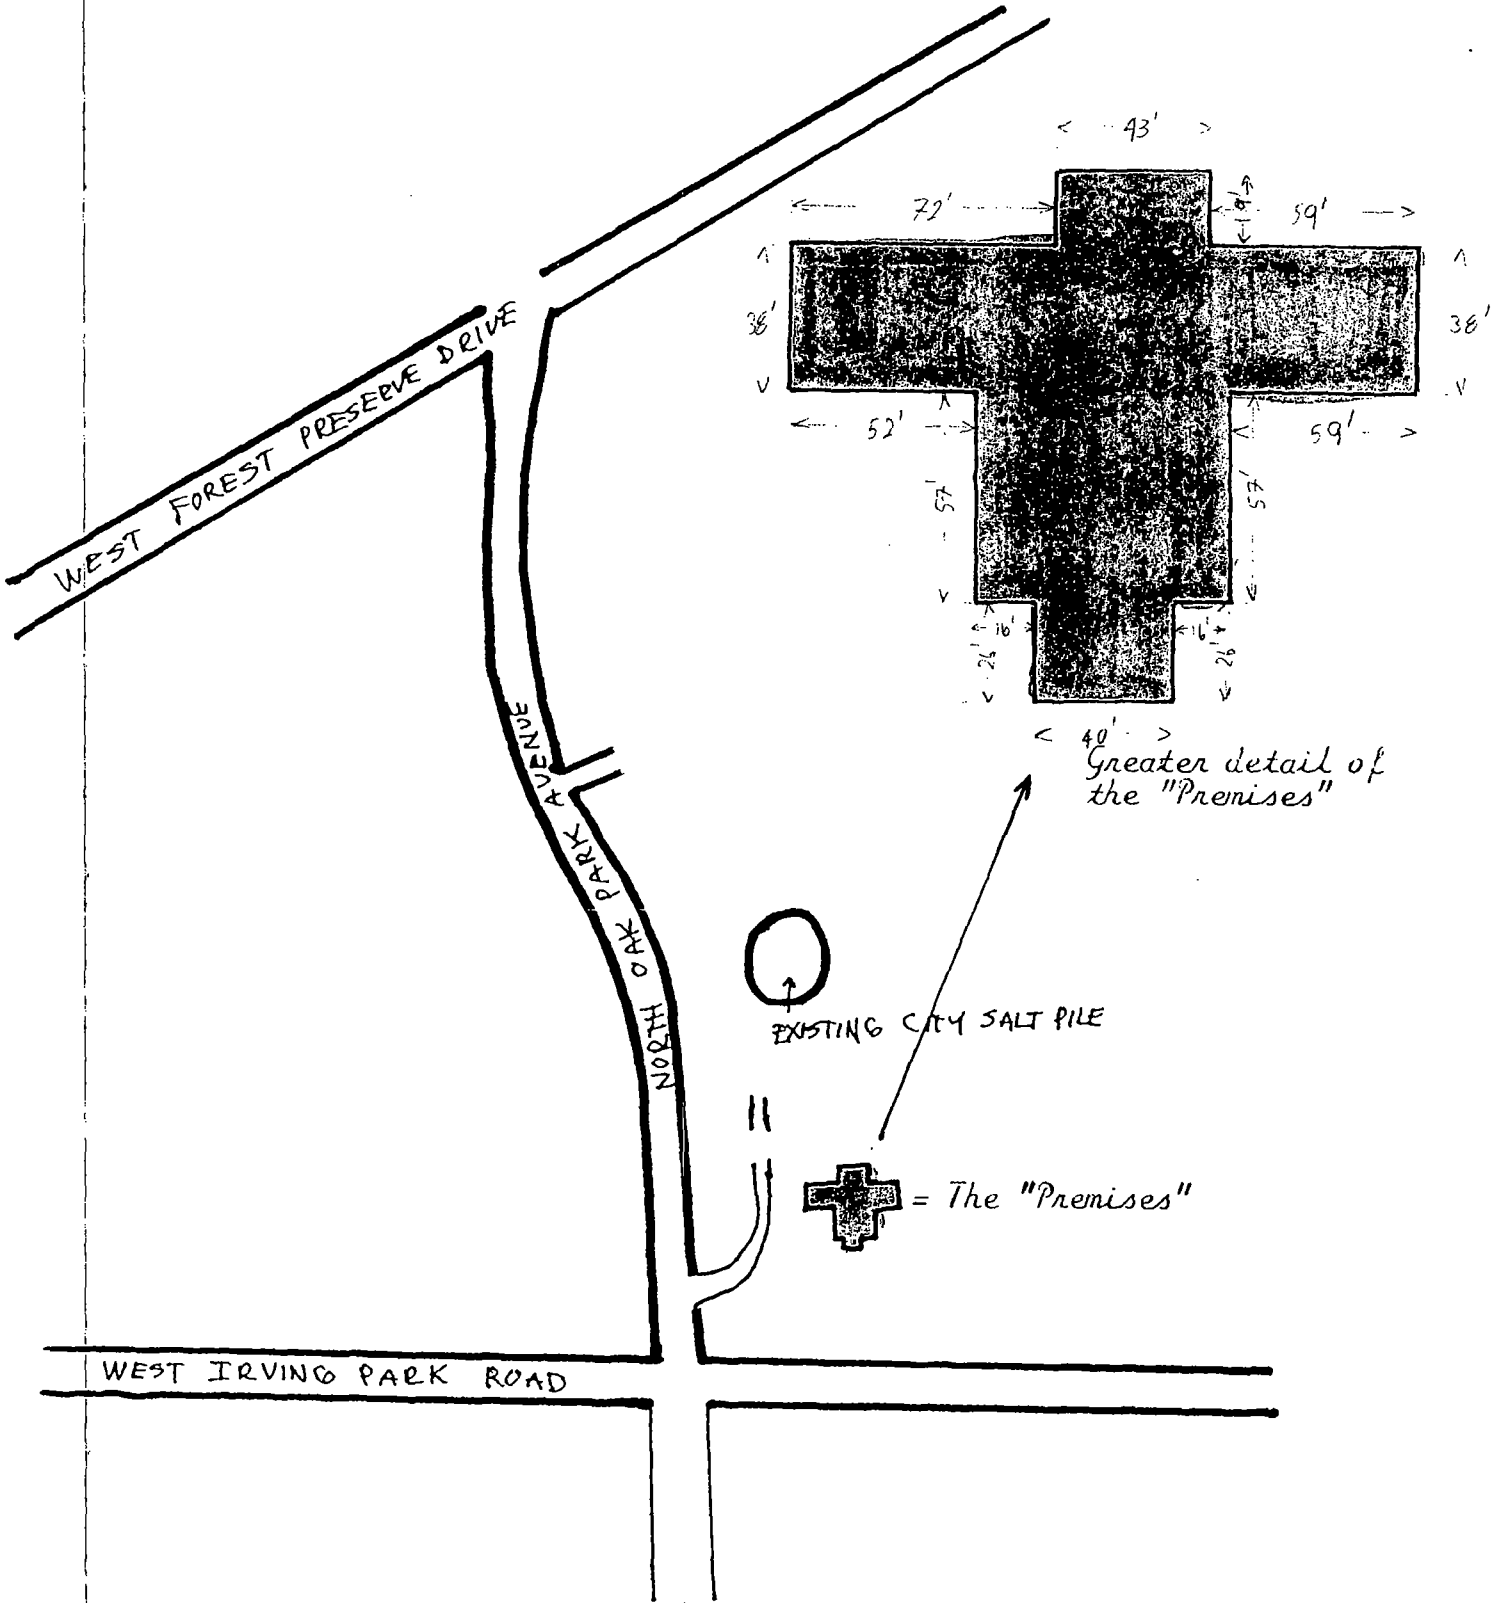 43'
72'
19'
59'
38'
38'
52'
59'
57'
57'
16'
16'
26'
26'
40'
Greater detail of
the "Premises"
WEST FOREST PRESERVE DRIVE
NORTH OAK PARK AVENUE
EXISTING CITY SALT PILE
= The "Premises"
WEST IRVING PARK ROAD